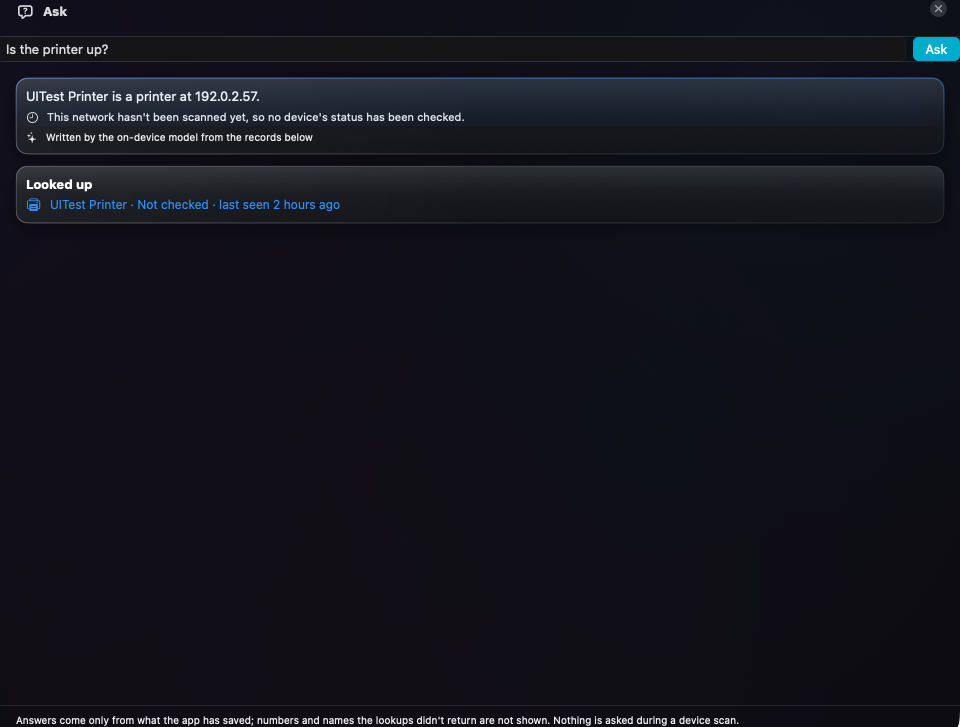 Ask
Is the printer up?
Ask
UITest Printer is a printer at 192.0.2.57.
This network hasn't been scanned yet, so no device's status has been checked.
Written by the on-device model from the records below
Looked up
UITest Printer · Not checked · last seen 2 hours ago
Answers come only from what the app has saved; numbers and names the lookups didn't return are not shown. Nothing is asked during a device scan.